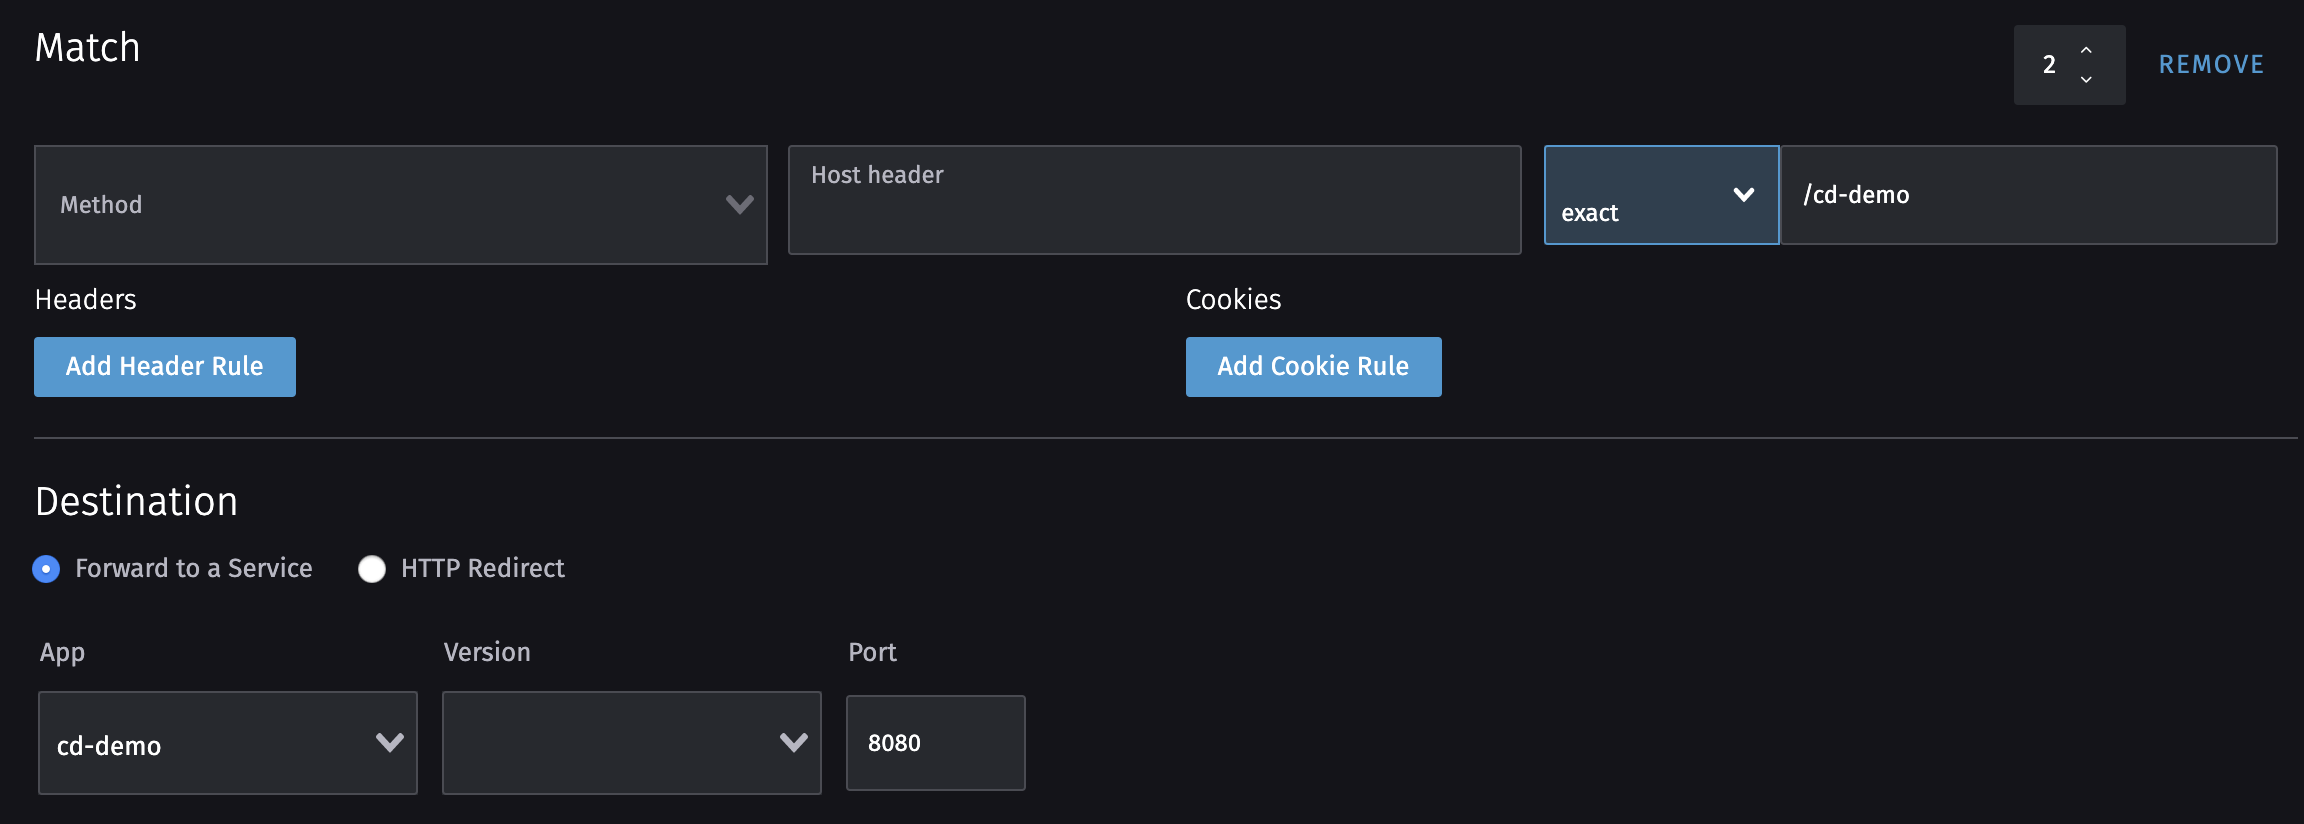 Match
2
REMOVE
Method
Host header
exact
/cd-demo
Headers
Cookies
Add Header Rule
Add Cookie Rule
Destination
Forward to a Service
HTTP Redirect
App
Version
Port
cd-demo
8080